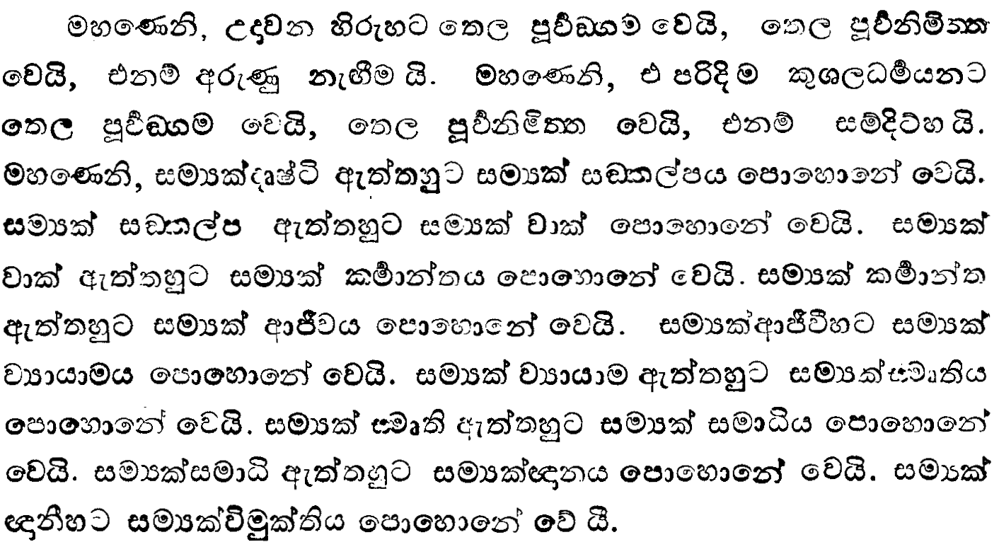 මහණෙනි, උදාවන හිරුහට තෙල පූර්‍වඞ්ගම වෙයි, තෙල පූර්‍වනිමිත්ත
වෙයි, එනම් අරුණු නැඟීම යි. මහණෙනි, එ පරිදි ම කුශලධර්‍මයනට
තෙල පූර්‍වඞ්ගම වෙයි, තෙල පූර්‍වනිමිත්ත වෙයි, එනම් සම්දිට්හ යි.
මහණෙනි, සම්‍යක්දෘෂ්ටි ඇත්තහුට සම්‍යක් සඞ්කල්පය පොහොනේ වෙයි.
සම්‍යක් සඞ්කල්ප ඇත්තහුට සම්‍යක් වාක් පොහොනේ වෙයි. සම්‍යක්
වාක් ඇත්තහුට සම්‍යක් කර්‍මාන්තය පොහොනේ වෙයි. සම්‍යක් කර්‍මාන්ත
ඇත්තහුට සම්‍යක් ආජීවය පොහොනේ වෙයි. සම්‍යක්ආජීවීහට සම්‍යක්
ව්‍යායාමය පොහොනේ වෙයි. සම්‍යක් ව්‍යායාම ඇත්තහුට සම්‍යක්ස්මෘතිය
පොහොනේ වෙයි. සම්‍යක් ස්මෘති ඇත්තහුට සම්‍යක් සමාධිය පොහොනේ
වෙයි. සම්‍යක්සමාධි ඇත්තහුට සම්‍යක්ඥානය පොහොනේ වෙයි. සම්‍යක්
ඥානීහට සම්‍යක්විමුක්තිය පොහොනේ වේ යී.